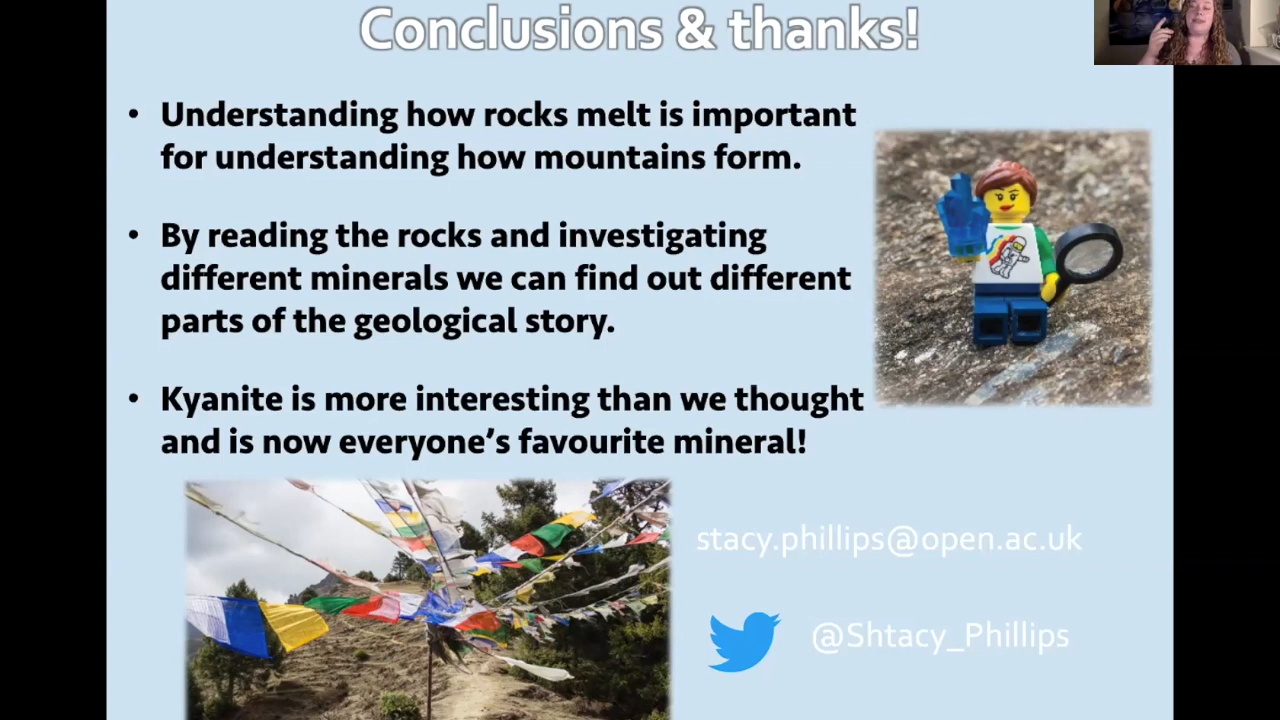 Conclusions & thanks!
• Understanding how rocks melt is important
for understanding how mountains form.
• By reading the rocks and investigating
different minerals we can find out different
parts of the geological story.
• Kyanite is more interesting than we thought
and is now everyone’s favourite mineral!
stacy.phillips@open.ac.uk
@Shtacy_Phillips